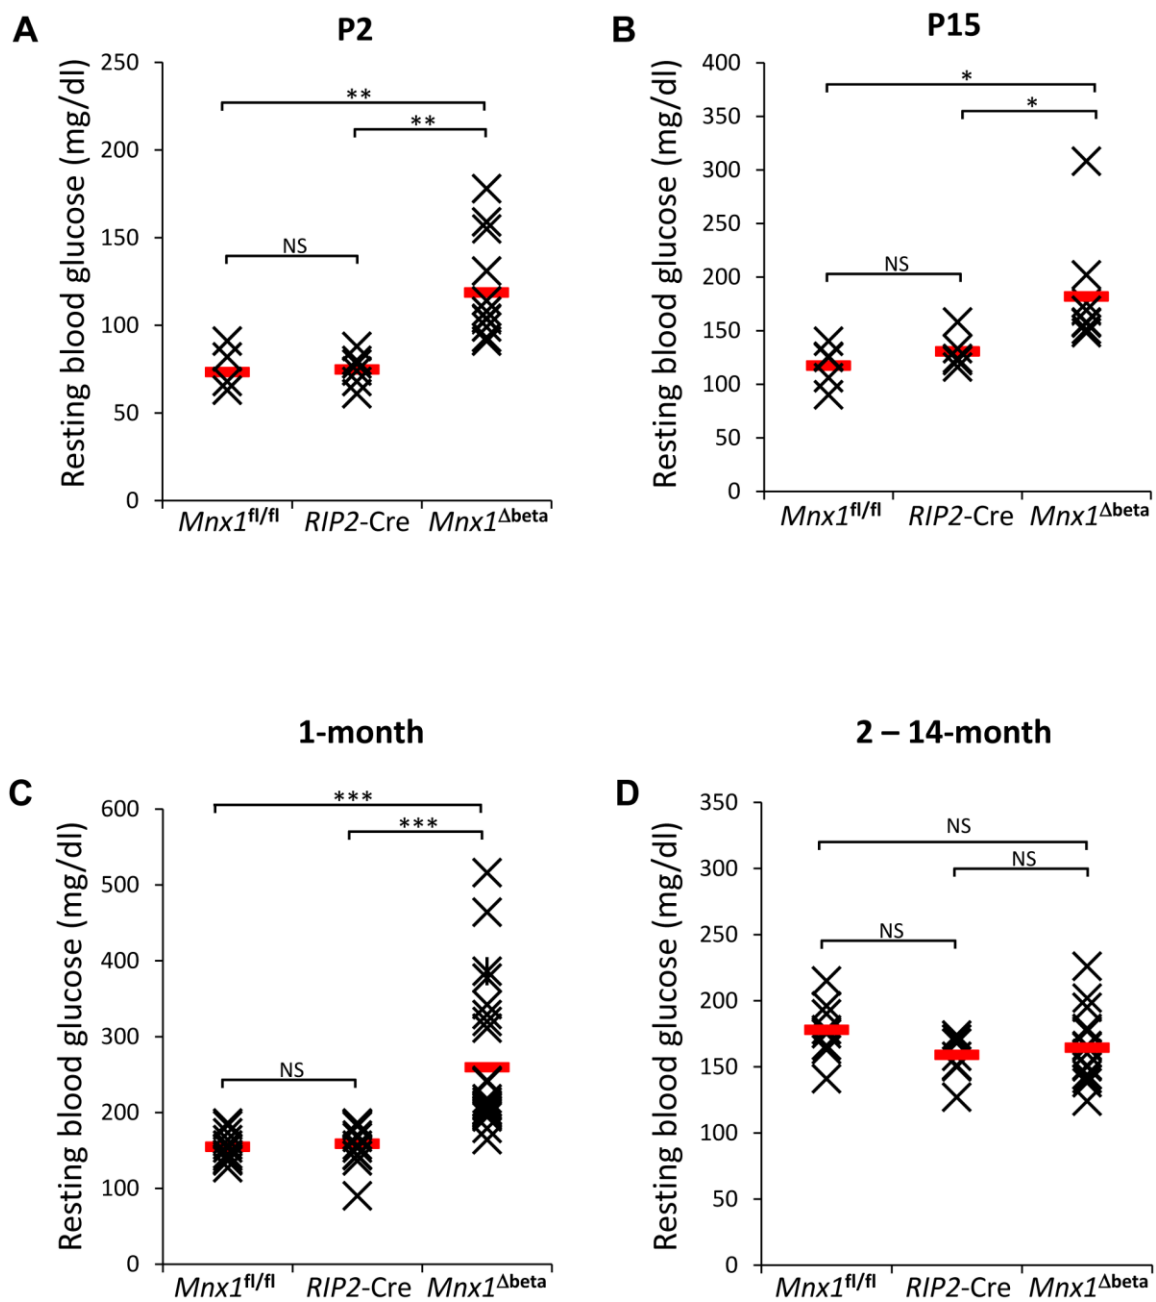 A
P2
Resting blood glucose (mg/dl)
250
200
150
100
50
0
**
**
NS
Mnx1fl/fl
RIP2-Cre
Mnx1Δbeta
B
P15
Resting blood glucose (mg/dl)
400
350
300
250
200
150
100
50
0
*
*
NS
Mnx1fl/fl
RIP2-Cre
Mnx1Δbeta
C
1-month
Resting blood glucose (mg/dl)
600
500
400
300
200
100
0
***
***
NS
Mnx1fl/fl
RIP2-Cre
Mnx1Δbeta
D
2 – 14-month
Resting blood glucose (mg/dl)
350
300
250
200
150
100
50
0
NS
NS
NS
Mnx1fl/fl
RIP2-Cre
Mnx1Δbeta